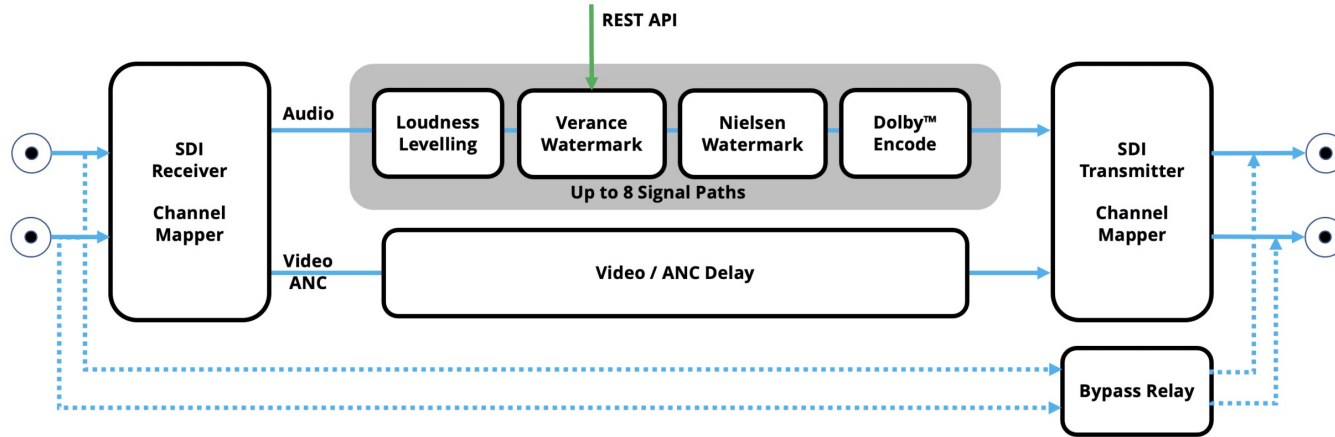 REST API
SDI
Receiver
Channel
Mapper
Audio
Loudness
Levelling
Verance
Watermark
Nielsen
Watermark
Dolby™
Encode
Up to 8 Signal Paths
Video
ANC
Video / ANC Delay
SDI
Transmitter
Channel
Mapper
Bypass Relay